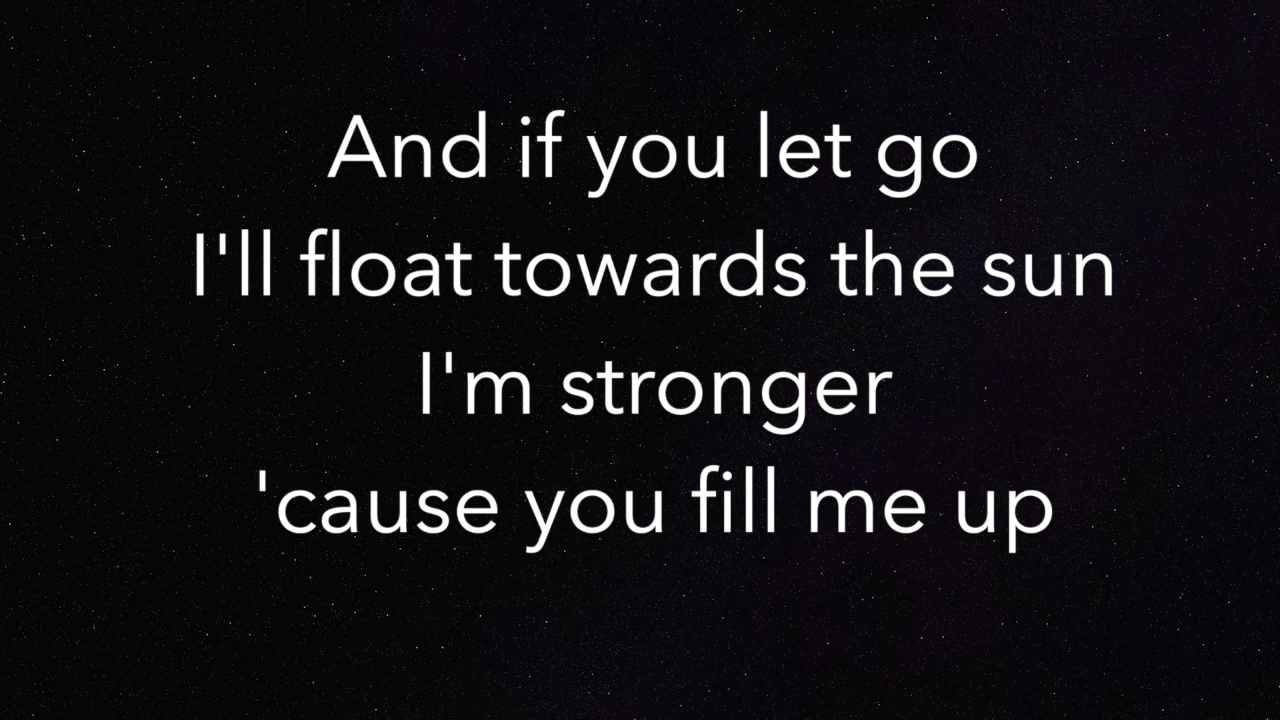 And if you let go
I'll float towards the sun
I'm stronger
'cause you fill me up